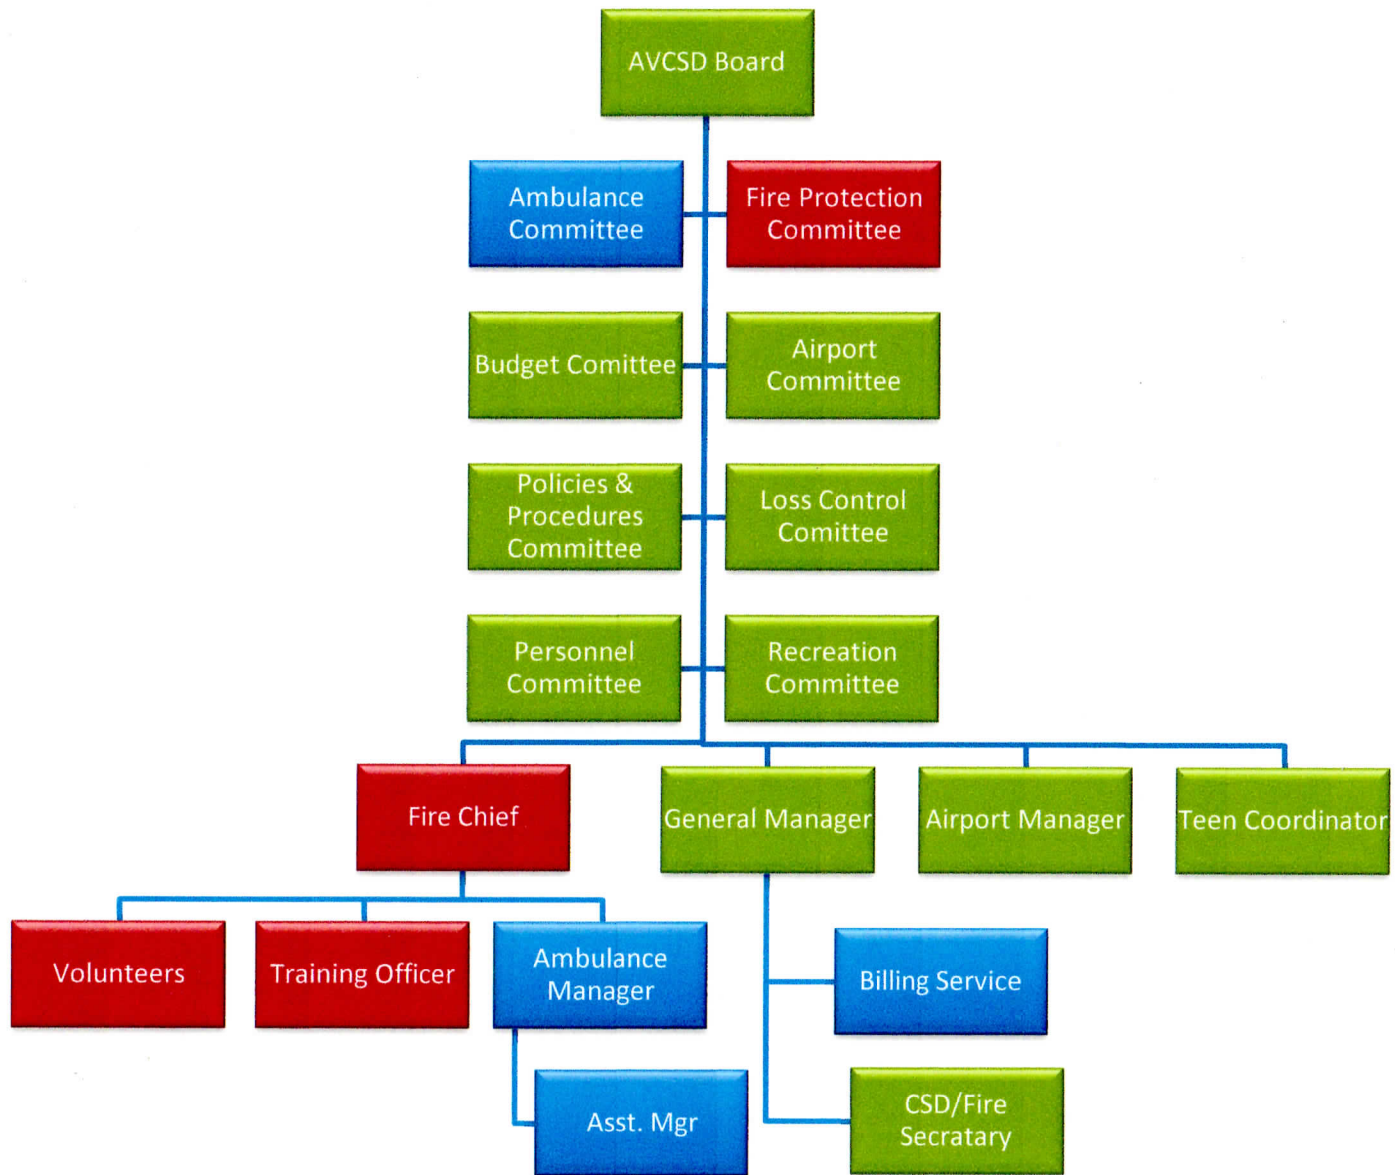 AVCSD Board
Ambulance
Committee
Fire Protection
Committee
Budget Comittee
Airport
Committee
Policies &
Procedures
Committee
Loss Control
Comittee
Personnel
Committee
Recreation
Committee
Fire Chief
General Manager
Airport Manager
Teen Coordinator
Volunteers
Training Officer
Ambulance
Manager
Billing Service
Asst. Mgr
CSD/Fire
Secratary